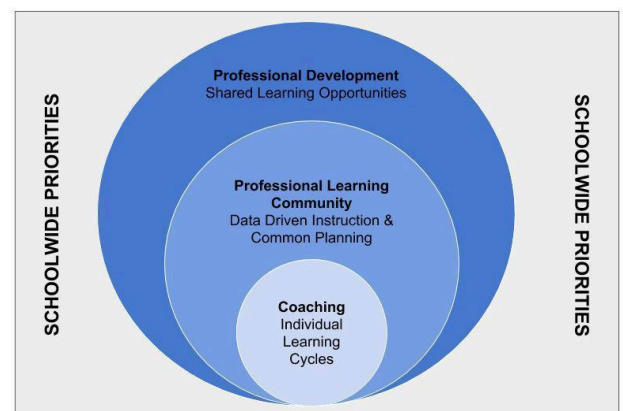 SCHOOLWIDE PRIORITIES
Professional Development
Shared Learning Opportunities
Professional Learning
Community
Data Driven Instruction &
Common Planning
Coaching
Individual
Learning
Cycles
SCHOOLWIDE PRIORITIES